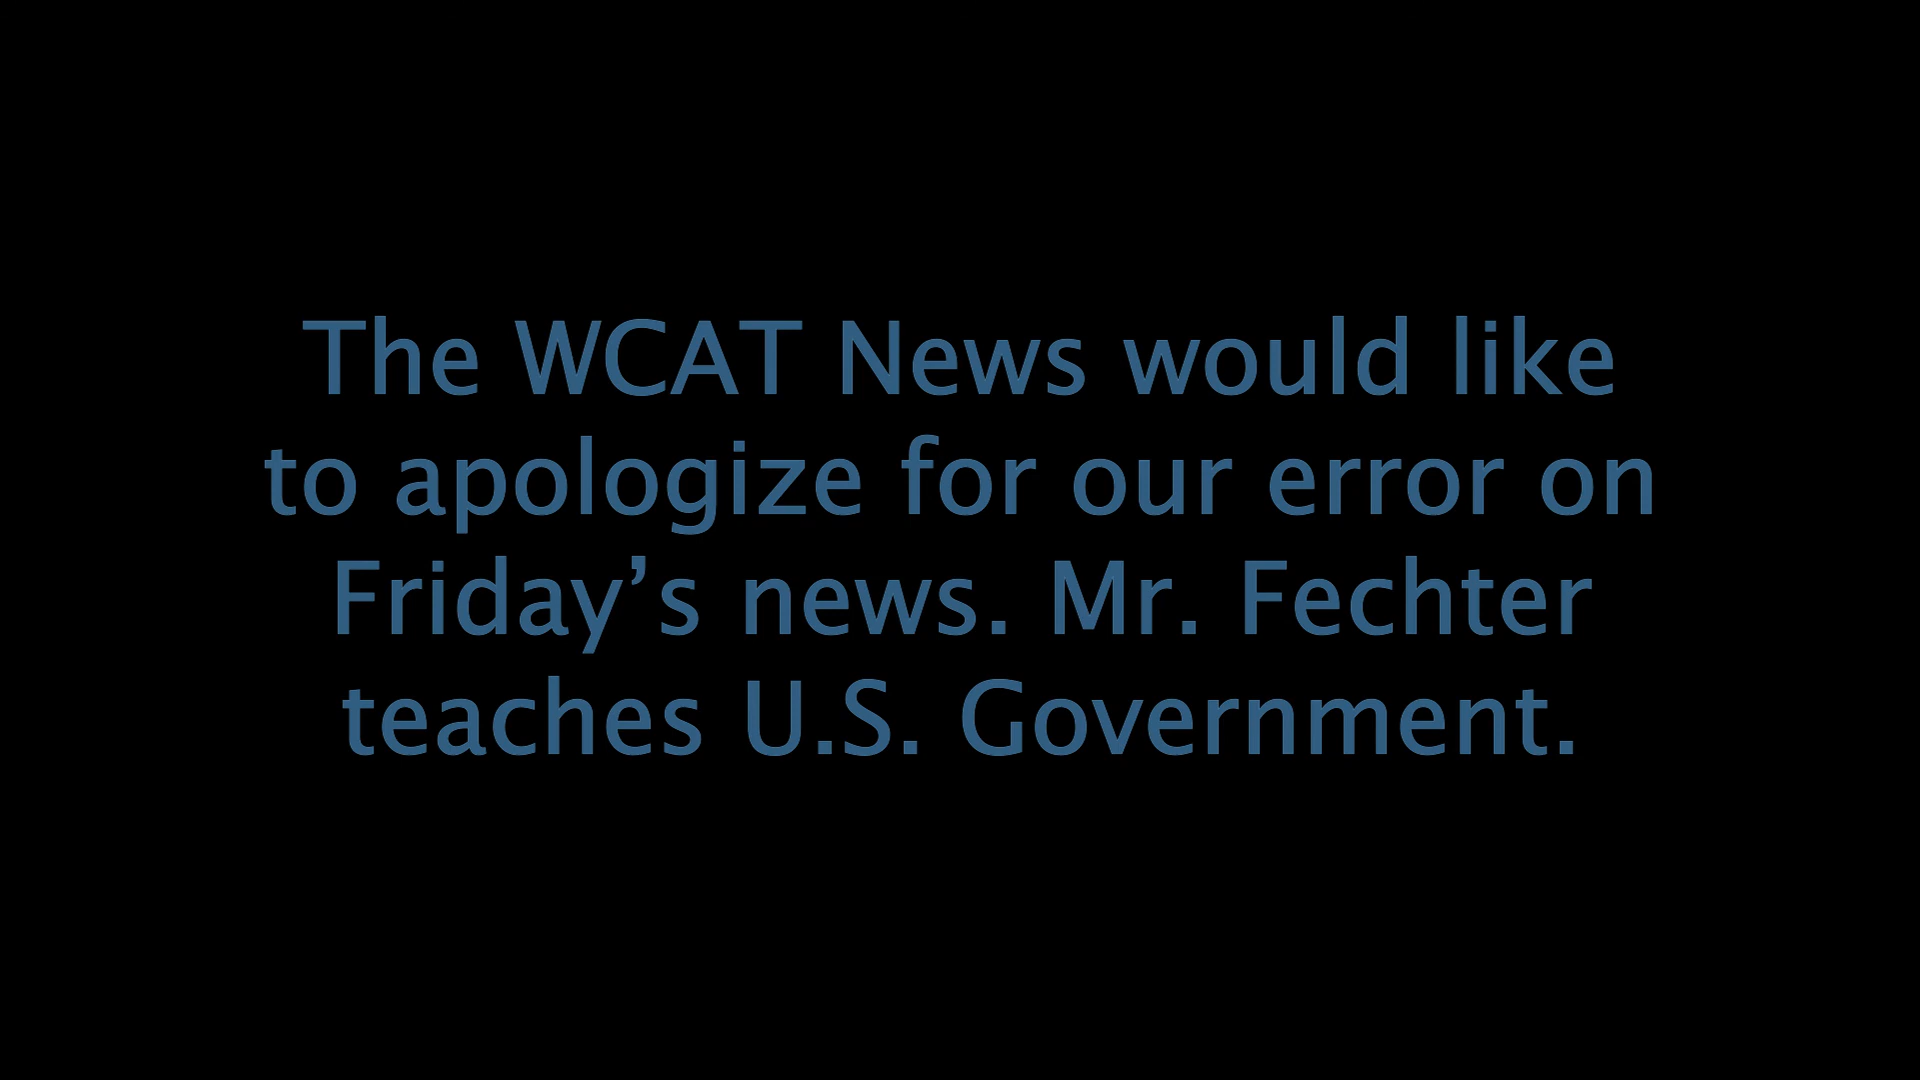 The WCAT News would like
to apologize for our error on
Friday’s news. Mr. Fechter
teaches U.S. Government.